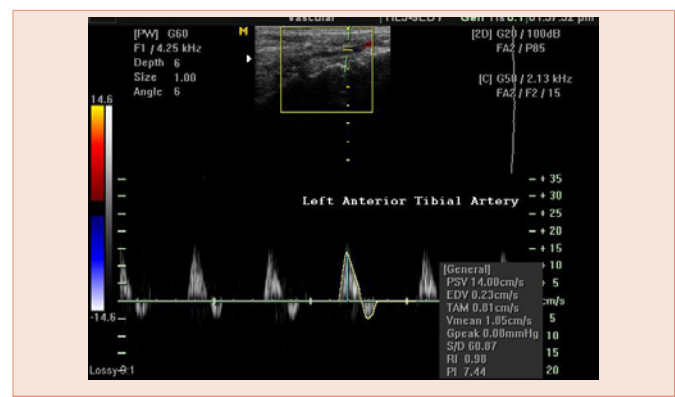 Vascular
[PW] G60
F1 / 4.25 kHz
Depth 6
Size 1.00
Angle 6
M
[2D] G20 / 100dB
FA2 / P85
[C] G50 / 2.13 kHz
FA2 / F2 / 15
14.6
-14.6
Left Anterior Tibial Artery
+ 35
+ 30
+ 25
+ 20
+ 15
+ 10
+ 5
cm/s
5
10
15
20
[General]
PSV 14.00cm/s
EDV 0.23cm/s
TAM 0.81cm/s
Vmean 1.05cm/s
Gpeak 0.08mmHg
S/D 60.87
RI 0.98
PI 7.44